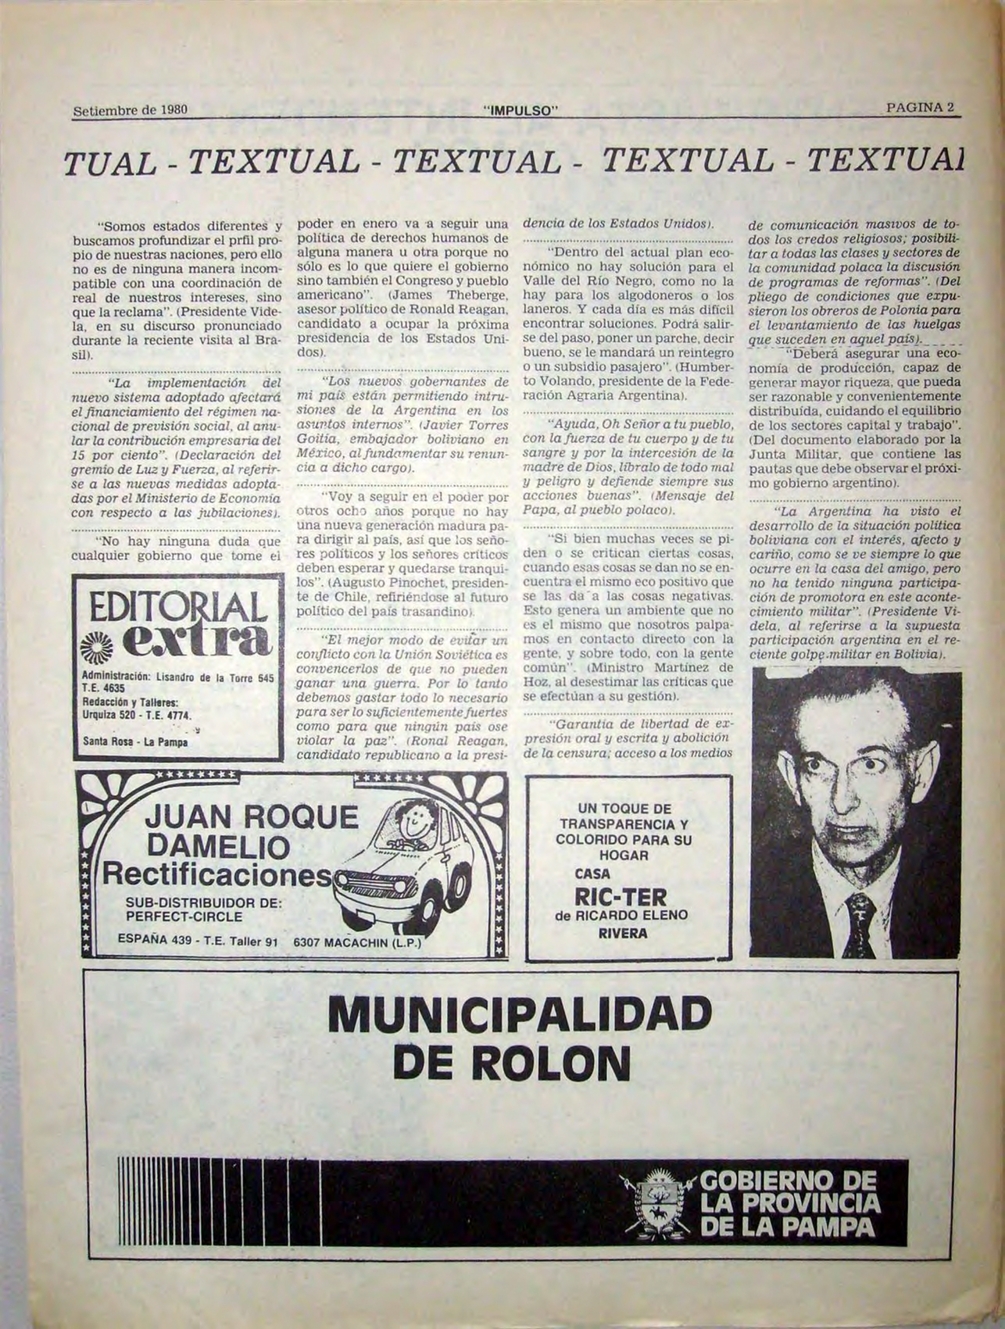 Setiembre de 1980
"IMPULSO"
PAGINA 2
TUAL - TEXTUAL - TEXTUAL - TEXTUAL - TEXTUAl
"Somos estados diferentes y
buscamos profundizar el prfil pro-
pio de nuestras naciones, pero ello
no es de ninguna manera incom-
patible con una coordinación de
real de nuestros intereses, sino
que la reclama". (Presidente Vide-
la, en su discurso pronunciado
durante la reciente visita al Bra-
sil).
"La implementación del
nuevo sistema adoptado afectará
el financiamiento del régimen na-
cional de previsión social, al anu-
lar la contribución empresaria del
15 por ciento". (Declaración del
gremio de Luz y Fuerza, al referir-
se a las nuevas medidas adopta-
das por el Ministerio de Economía
con respecto a las jubilaciones).
"No hay ninguna duda que
cualquier gobierno que tome el
EDITORIAL
extra
Administración: Lisandro de la Torre 645
T.E. 4635
Redacción y Talleres:
Urquiza 520 - T.E. 4774.
Santa Rosa - La Pampa
poder en enero va a seguir una
política de derechos humanos de
alguna manera u otra porque no
sólo es lo que quiere el gobierno
sino también el Congreso y pueblo
americano". (James Theberge,
asesor político de Ronald Reagan,
candidato a ocupar la próxima
presidencia de los Estados Uni-
dos).
"Los nuevos gobernantes de
mi país están permitiendo intru-
siones de la Argentina en los
asuntos internos". (Javier Torres
Goitia, embajador boliviano en
México, al fundamentar su renun-
cia a dicho cargo).
"Voy a seguir en el poder por
otros ocho años porque no hay
una nueva generación madura pa-
ra dirigir al país, así que los seño-
res políticos y los señores críticos
deben esperar y quedarse tranqui-
los". (Augusto Pinochet, presiden-
te de Chile, refiriéndose al futuro
político del país trasandino).
"El mejor modo de evitar un
conflicto con la Unión Soviética es
convencerlos de que no pueden
ganar una guerra. Por lo tanto
debemos gastar todo lo necesario
para ser lo suficientemente fuertes
como para que ningún país ose
violar la paz". (Ronal Reagan,
candidato republicano a la presi-
dencia de los Estados Unidos).
"Dentro del actual plan eco-
nómico no hay solución para el
Valle del Río Negro, como no la
hay para los algodoneros o los
laneros. Y cada día es más difícil
encontrar soluciones. Podrá salir-
se del paso, poner un parche, decir
bueno, se le mandará un reintegro
o un subsidio pasajero". (Humber-
to Volando, presidente de la Fede-
ración Agraria Argentina).
"Ayuda, Oh Señor a tu pueblo,
con la fuerza de tu cuerpo y de tu
sangre y por la intercesión de la
madre de Dios, líbralo de todo mal
y peligro y defiende siempre sus
acciones buenas". (Mensaje del
Papa, al pueblo polaco).
"Si bien muchas veces se pi-
den o se critican ciertas cosas,
cuando esas cosas se dan no se en-
cuentra el mismo eco positivo que
se las da a las cosas negativas.
Esto genera un ambiente que no
es el mismo que nosotros palpa-
mos en contacto directo con la
gente, y sobre todo, con la gente
común". (Ministro Martínez de
Hoz, al desestimar las críticas que
se efectúan a su gestión).
"Garantía de libertad de ex-
presión oral y escrita y abolición
de la censura; acceso a los medios
de comunicación masivos de to-
dos los credos religiosos; posibili-
tar a todas las clases y sectores de
la comunidad polaca la discusión
de programas de reformas". (Del
pliego de condiciones que expu-
sieron los obreros de Polonia para
el levantamiento de las huelgas
que suceden en aquel país).
"Deberá asegurar una eco-
nomía de producción, capaz de
generar mayor riqueza, que pueda
ser razonable y convenientemente
distribuída, cuidando el equilibrio
de los sectores capital y trabajo".
(Del documento elaborado por la
Junta Militar, que contiene las
pautas que debe observar el próxi-
mo gobierno argentino).
"La Argentina ha visto el
desarrollo de la situación política
boliviana con el interés, afecto y
cariño, como se ve siempre lo que
ocurre en la casa del amigo, pero
no ha tenido ninguna participa-
ción de promotora en este aconte-
cimiento militar". (Presidente Vi-
dela, al referirse a la supuesta
participación argentina en el re-
ciente golpe militar en Bolivia).
JUAN ROQUE
DAMELIO
Rectificaciones
SUB-DISTRIBUIDOR DE:
PERFECT-CIRCLE
ESPAÑA 439 - T.E. Taller 91 6307 MACACHIN (L.P.)
UN TOQUE DE
TRANSPARENCIA Y
COLORIDO PARA SU
HOGAR
CASA
RIC-TER
de RICARDO ELENO
RIVERA
MUNICIPALIDAD
DE ROLON
GOBIERNO DE
LA PROVINCIA
DE LA PAMPA